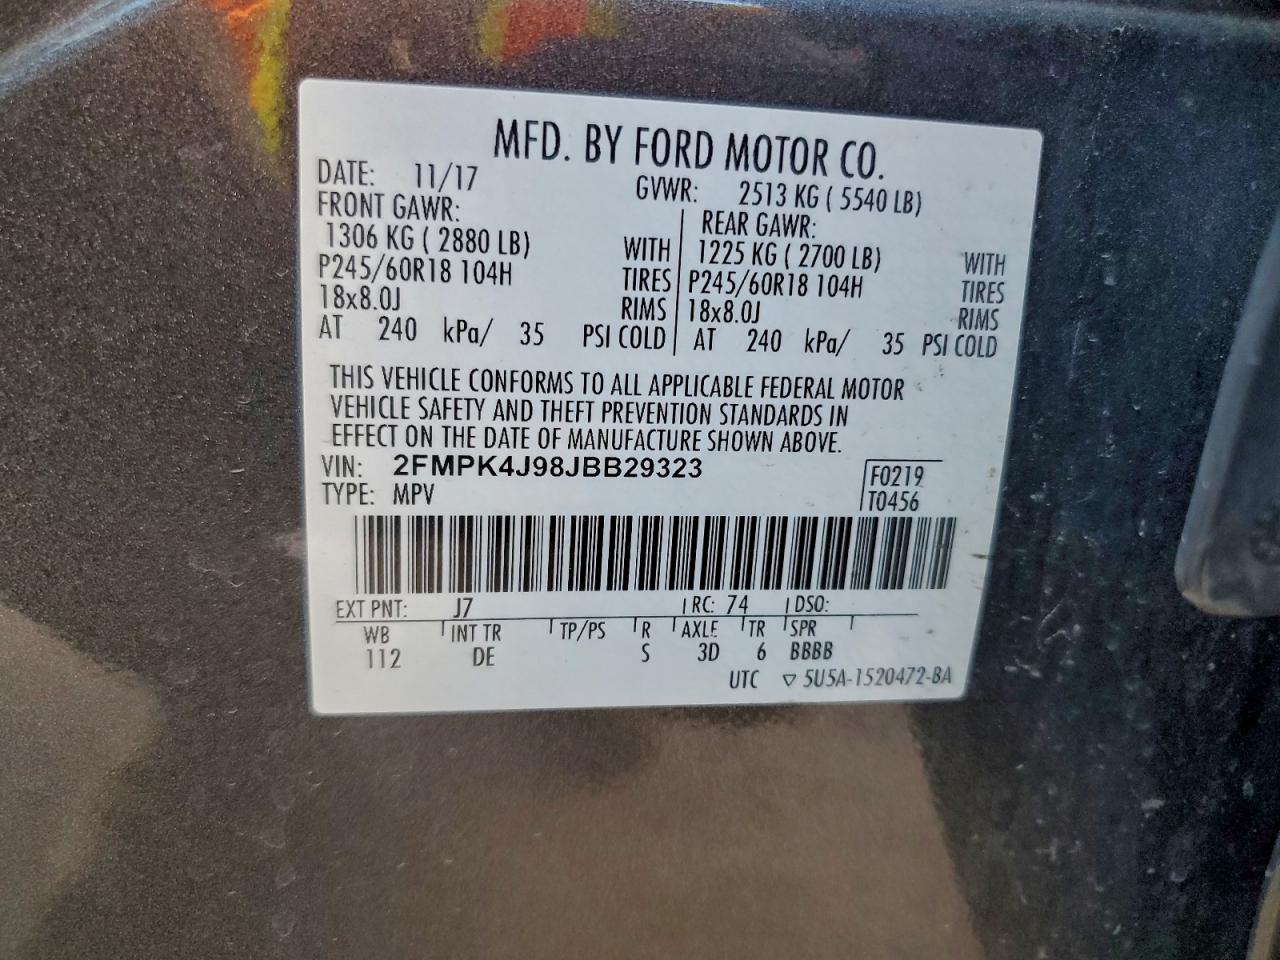 MFD. BY FORD MOTOR CO.
DATE: 11/17 GVWR: 2513 KG ( 5540 LB)
FRONT GAWR: REAR GAWR:
1306 KG ( 2880 LB) WITH 1225 KG ( 2700 LB) WITH
P245/60R18 104H TIRES P245/60R18 104H TIRES
18x8.0J RIMS 18x8.0J RIMS
AT 240 kPa/ 35 PSI COLD AT 240 kPa/ 35 PSI COLD
THIS VEHICLE CONFORMS TO ALL APPLICABLE FEDERAL MOTOR
VEHICLE SAFETY AND THEFT PREVENTION STANDARDS IN
EFFECT ON THE DATE OF MANUFACTURE SHOWN ABOVE.
VIN: 2FMPK4J98JBB29323 F0219
TYPE: MPV T0456
EXT PNT: J7 RC: 74 DSO:
WB INT TR TP/PS R AXLE TR SPR
112 DE S 3D 6 BBBB
UTC ▽ 5U5A-1520472-BA